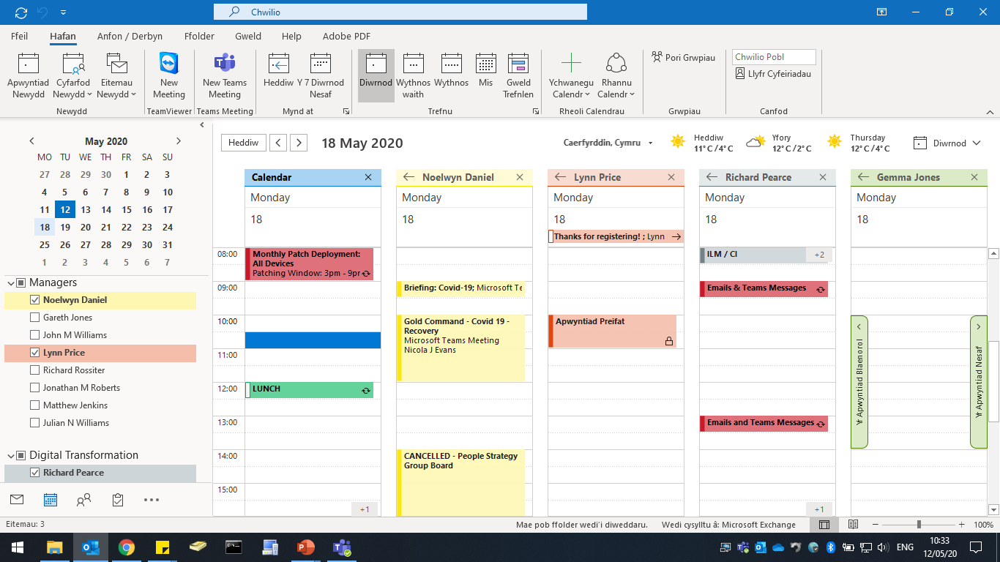 Chwilio
Ffeil Hafan Anfon / Derbyn Ffolder Gweld Help Adobe PDF
Apwyntiad Newydd
Cyfarfod Newydd
Eitemau Newydd
Newydd
New Meeting
TeamViewer
New Teams Meeting
Teams Meeting
Heddiw
Y 7 Diwrnod Nesaf
Mynd at
Diwrnod
Wythnos waith
Wythnos
Mis
Gweld Trefnlen
Trefnu
Ychwanegu Calendr
Rhannu Calendr
Rheoli Calendrau
Pori Grwpiau
Grwpiau
Chwilio Pobl
Llyfr Cyfeiriadau
Canfod
May 2020
MO TU WE TH FR SA SU
27 28 29 30 1 2 3
4 5 6 7 8 9 10
11 12 13 14 15 16 17
18 19 20 21 22 23 24
25 26 27 28 29 30 31
1 2 3 4 5 6 7
Managers
Noelwyn Daniel
Gareth Jones
John M Williams
Lynn Price
Richard Rossiter
Jonathan M Roberts
Matthew Jenkins
Julian N Williams
Digital Transformation
Richard Pearce
Heddiw
18 May 2020
Caerfyrddin, Cymru
Heddiw
11°C/4°C
Yfory
12°C/2°C
Thursday
12°C/4°C
Diwrnod
Calendar
Monday
18
08:00
09:00
10:00
11:00
12:00
13:00
14:00
15:00
Monthly Patch Deployment:
All Devices
Patching Window: 3pm - 9pr
LUNCH
+1
Noelwyn Daniel
Monday
18
Briefing: Covid-19; Microsoft Te
Gold Command - Covid 19 -
Recovery
Microsoft Teams Meeting
Nicola J Evans
CANCELLED - People Strategy
Group Board
Lynn Price
Monday
18
Thanks for registering! ; Lynn
Apwyntiad Preifat
Richard Pearce
Monday
18
ILM / CI
+2
Emails & Teams Messages
Emails and Teams Messages
+1
Gemma Jones
Monday
18
Yr Apwyntiad Blaenorol
Yr Apwyntiad Nesaf
Eitemau: 3
Mae pob ffolder wedi'i diweddaru.
Wedi cysylltu â: Microsoft Exchange
100%
ENG
10:33
12/05/20